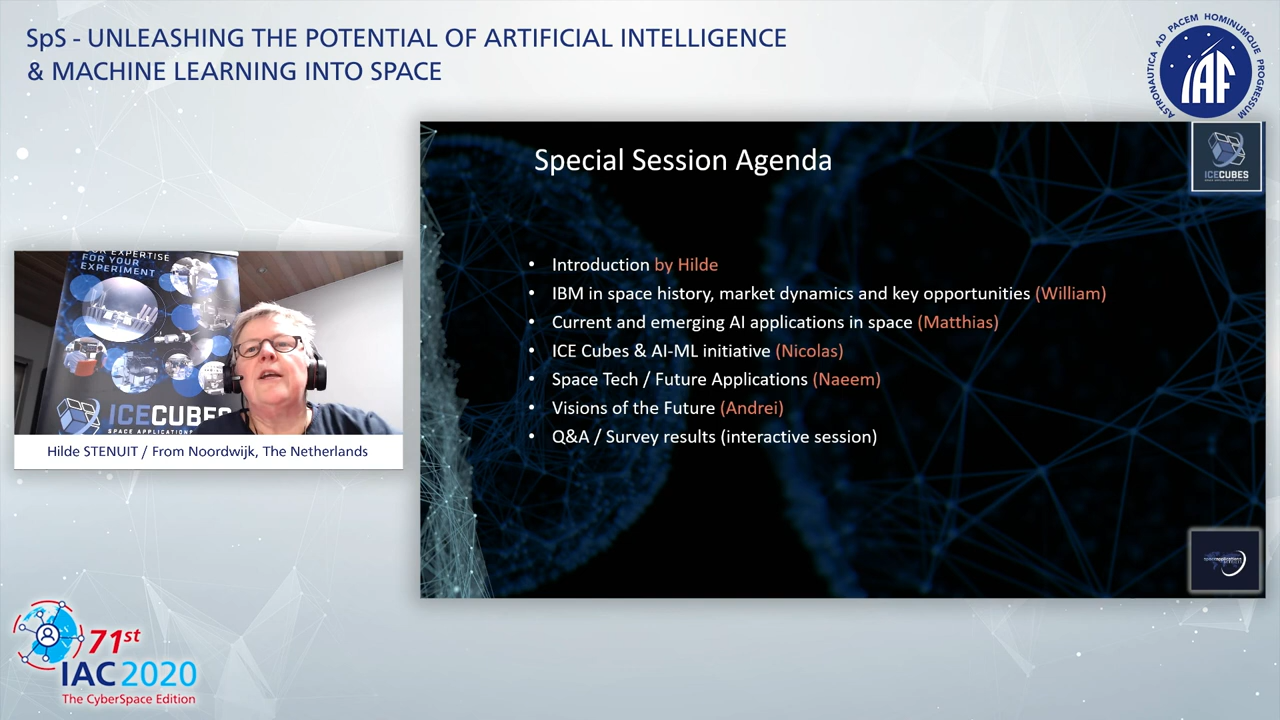 SpS - UNLEASHING THE POTENTIAL OF ARTIFICIAL INTELLIGENCE
& MACHINE LEARNING INTO SPACE
ASTRONAUTICA AD PACEM HOMINUMQUE PROGRESSUM
IAF
ICECUBES
Special Session Agenda
• Introduction by Hilde
• IBM in space history, market dynamics and key opportunities (William)
• Current and emerging AI applications in space (Matthias)
• ICE Cubes & AI-ML initiative (Nicolas)
• Space Tech / Future Applications (Naeem)
• Visions of the Future (Andrei)
• Q&A / Survey results (interactive session)
EXPERTISE
FOR YOUR
EXPERIMENT
ICECUBES
SPACE APPLICATIONS
Hilde STENUIT / From Noordwijk, The Netherlands
71st
IAC 2020
The CyberSpace Edition